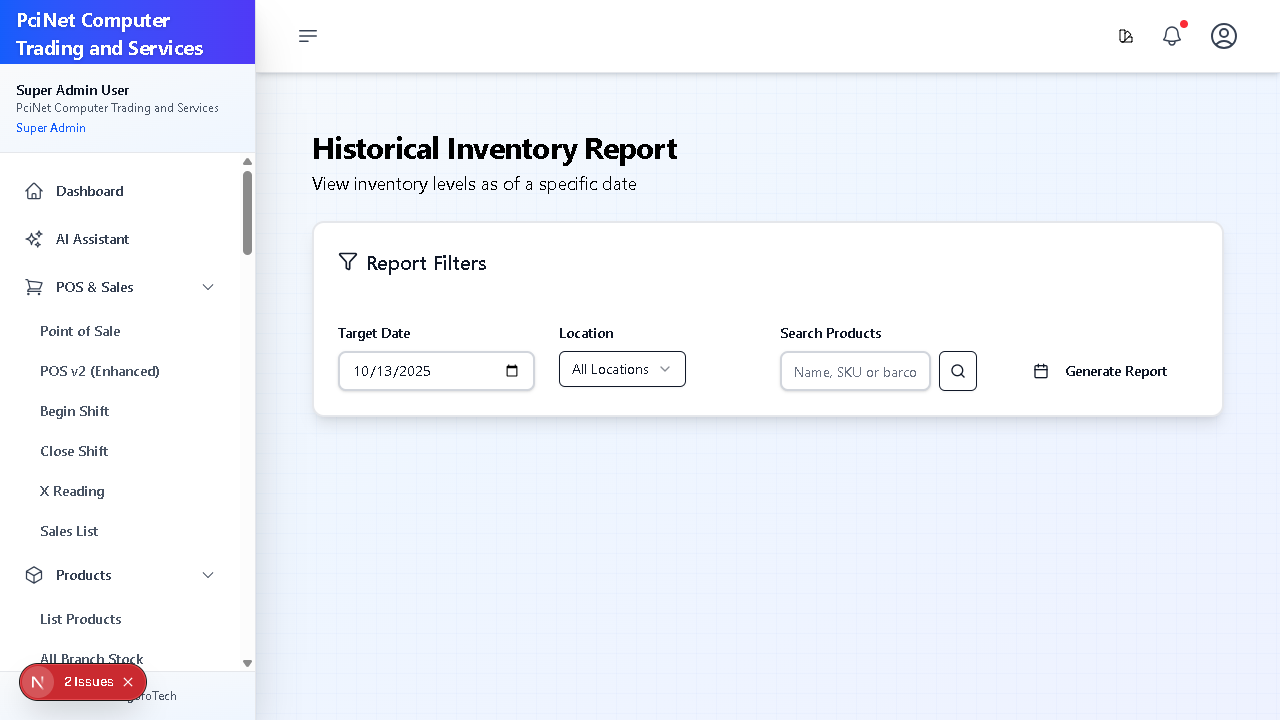 PciNet Computer
Trading and Services
Super Admin User
PciNet Computer Trading and Services
Super Admin
Dashboard
AI Assistant
POS & Sales
Point of Sale
POS v2 (Enhanced)
Begin Shift
Close Shift
X Reading
Sales List
Products
List Products
All Branch Stock
N 2 Issues
Historical Inventory Report
View inventory levels as of a specific date
Report Filters
Target Date
Location
Search Products
10/13/2025
All Locations
Name, SKU or barco
Generate Report